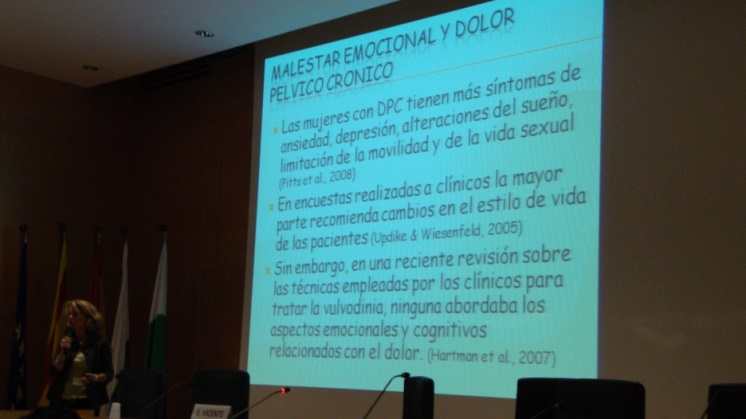 MALESTAR EMOCIONAL Y DOLOR
PELVICO CRONICO
Las mujeres con DPC tienen más síntomas de
ansiedad, depresión, alteraciones del sueño,
limitación de la movilidad y de la vida sexual
(Pitts et al., 2008)
En encuestas realizadas a clínicos la mayor
parte recomienda cambios en el estilo de vida
de las pacientes (Updike & Wiesenfeld, 2005)
Sin embargo, en una reciente revisión sobre
las técnicas empleadas por los clínicos para
tratar la vulvodinia, ninguna abordaba los
aspectos emocionales y cognitivos
relacionados con el dolor. (Hartman et al., 2007)
VICENTE